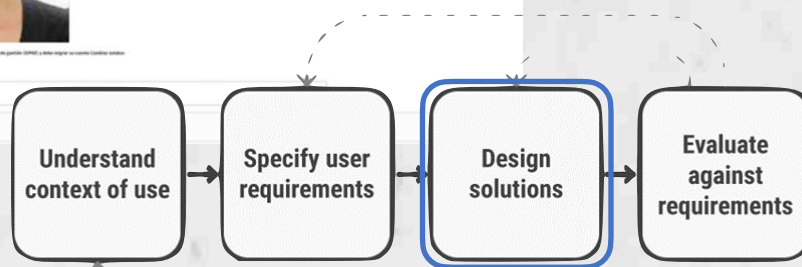 Understand
context of use
Specify user
requirements
Design
solutions
Evaluate
against
requirements